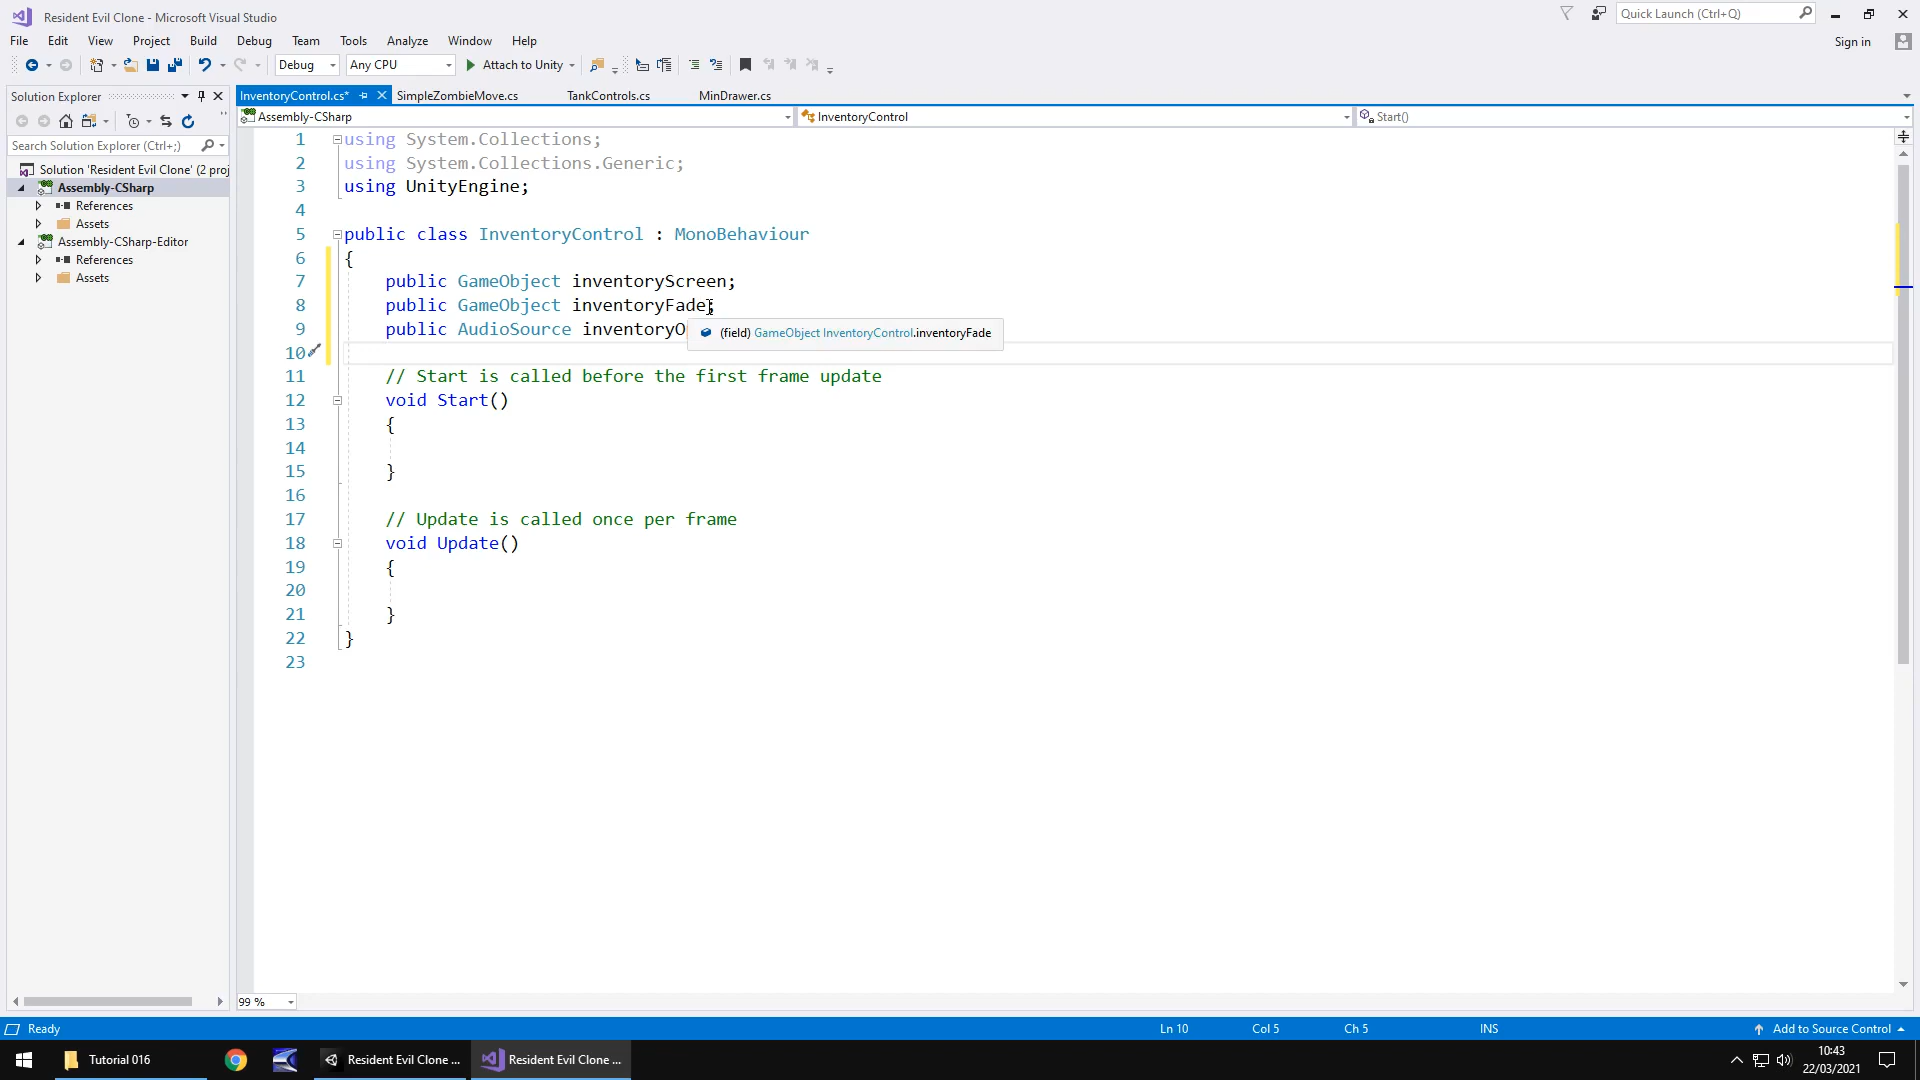 Resident Evil Clone - Microsoft Visual Studio
Quick Launch (Ctrl+Q)
File Edit View Project Build Debug Team Tools Analyze Window Help
Sign in
Debug Any CPU Attach to Unity
Solution Explorer
InventoryControl.cs* SimpleZombieMove.cs TankControls.cs MinDrawer.cs
Assembly-CSharp InventoryControl Start()
Search Solution Explorer (Ctrl+;)
Solution 'Resident Evil Clone' (2 proj
Assembly-CSharp
References
Assets
Assembly-CSharp-Editor
References
Assets
1 using System.Collections;
2 using System.Collections.Generic;
3 using UnityEngine;
4
5 public class InventoryControl : MonoBehaviour
6 {
7 public GameObject inventoryScreen;
8 public GameObject inventoryFade;
9 public AudioSource inventoryO
(field) GameObject InventoryControl.inventoryFade
10
11 // Start is called before the first frame update
12 void Start()
13 {
14
15 }
16
17 // Update is called once per frame
18 void Update()
19 {
20
21 }
22 }
23
99 %
Ready Ln 10 Col 5 Ch 5 INS Add to Source Control
Tutorial 016 Resident Evil Clone ... Resident Evil Clone ...
10:43
22/03/2021